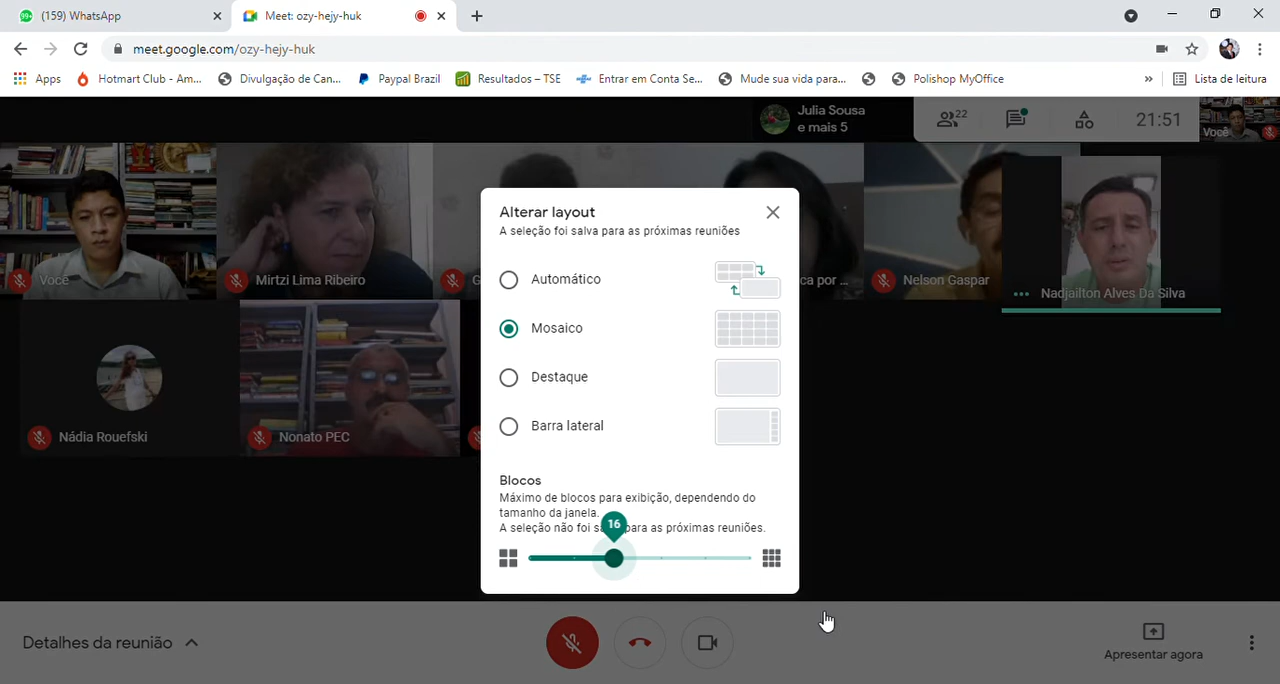 99+ (159) WhatsApp
Meet: ozy-hejy-huk
meet.google.com/ozy-hejy-huk
Apps
Hotmart Club - Am...
Divulgação de Can...
Paypal Brazil
Resultados – TSE
Entrar em Conta Se...
Mude sua vida para...
Polishop MyOffice
»
Lista de leitura
Julia Sousa
e mais 5
22
21:51
Você
Você
Mirtzi Lima Ribeiro
G
ca por ...
Nelson Gaspar
Nadjailton Alves Da Silva
Nádia Rouefski
Nonato PEC
Alterar layout
A seleção foi salva para as próximas reuniões
Automático
Mosaico
Destaque
Barra lateral
Blocos
Máximo de blocos para exibição, dependendo do
tamanho da janela.
A seleção não foi para as próximas reuniões.
16
Detalhes da reunião
Apresentar agora